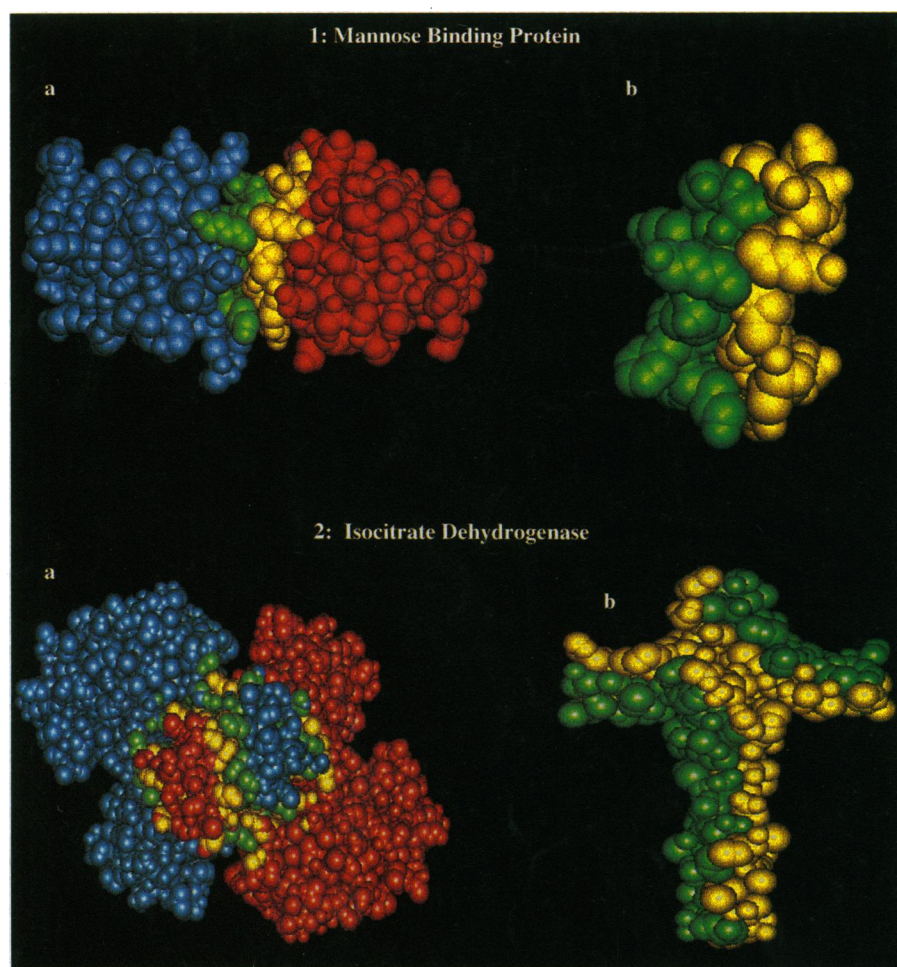 1: Mannose Binding Protein
a
b
2: Isocitrate Dehydrogenase
a
b